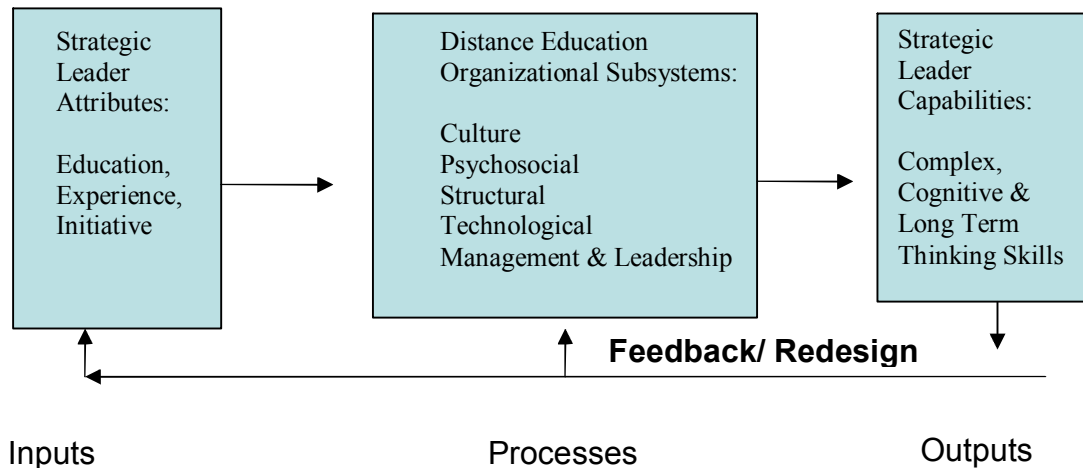 Strategic
Leader
Attributes:
Education,
Experience,
Initiative
Distance Education
Organizational Subsystems:
Culture
Psychosocial
Structural
Technological
Management & Leadership
Strategic
Leader
Capabilities:
Complex,
Cognitive &
Long Term
Thinking Skills
Feedback/ Redesign
Inputs
Processes
Outputs